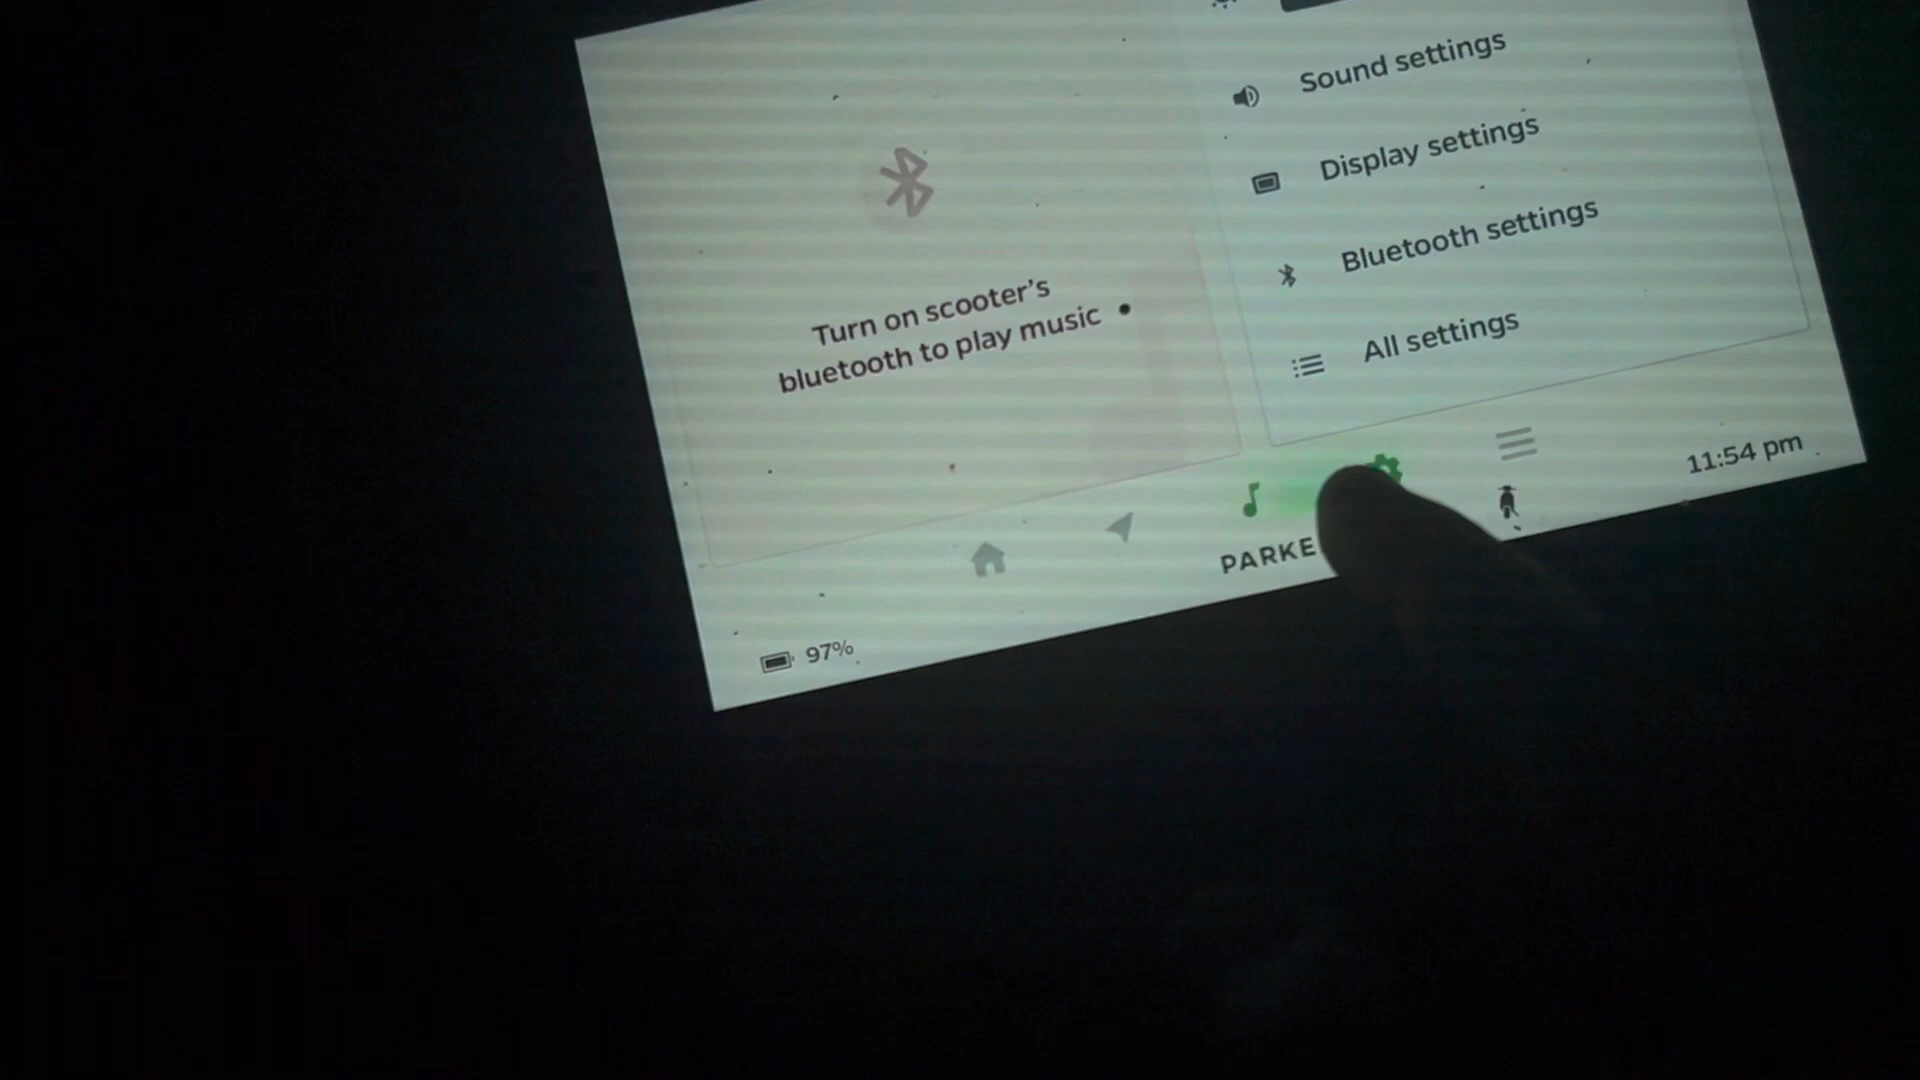 Sound settings
Display settings
Bluetooth settings
All settings
Turn on scooter's
bluetooth to play music
PARKE
11:54 pm
97%